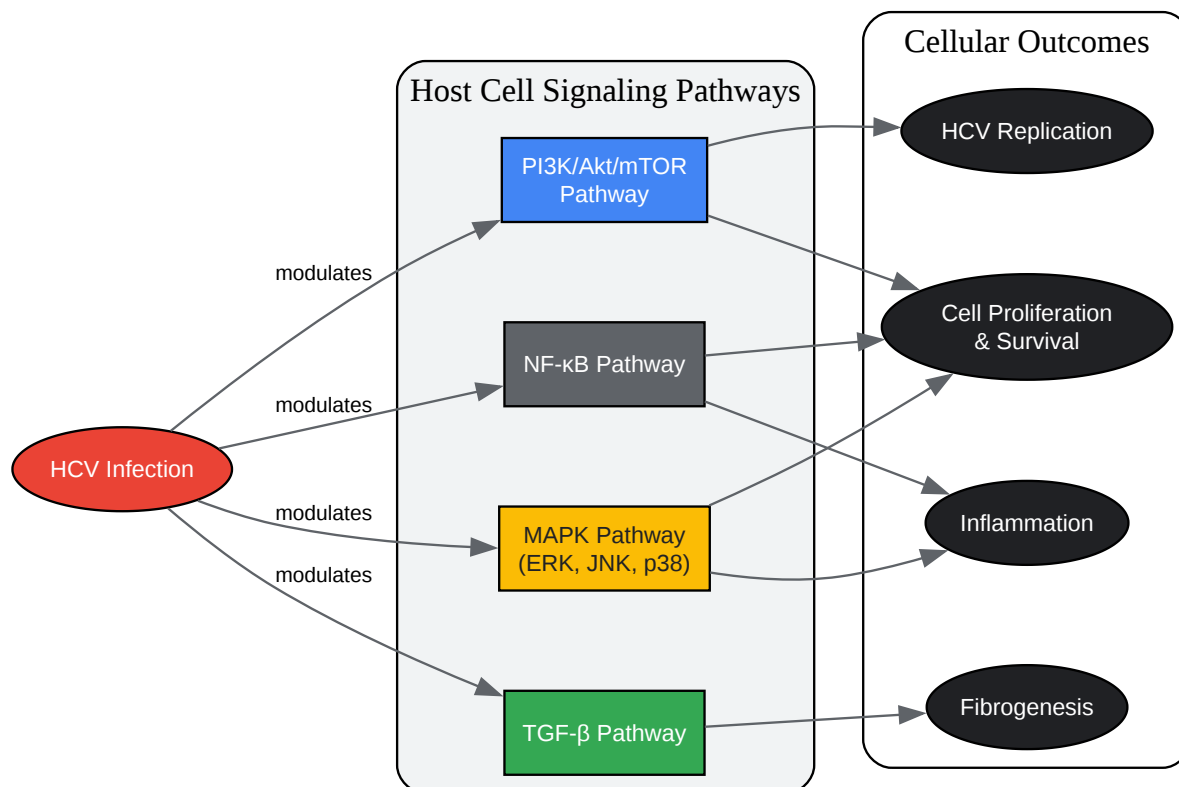 Cellular Outcomes
Host Cell Signaling Pathways
HCV Replication
PI3K/Akt/mTOR
Pathway
modulates
Cell Proliferation
& Survival
NF-κB Pathway
modulates
HCV Infection
modulates
MAPK Pathway
(ERK, JNK, p38)
Inflammation
modulates
TGF-β Pathway
Fibrogenesis